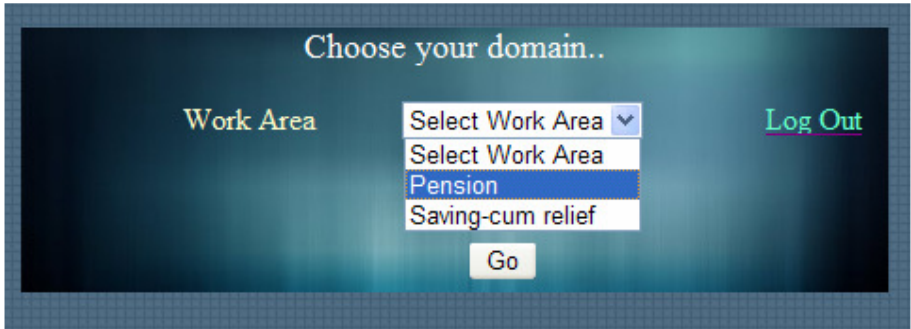 Choose your domain..
Work Area Select Work Area Log Out
Select Work Area
Pension
Saving-cum relief
Go